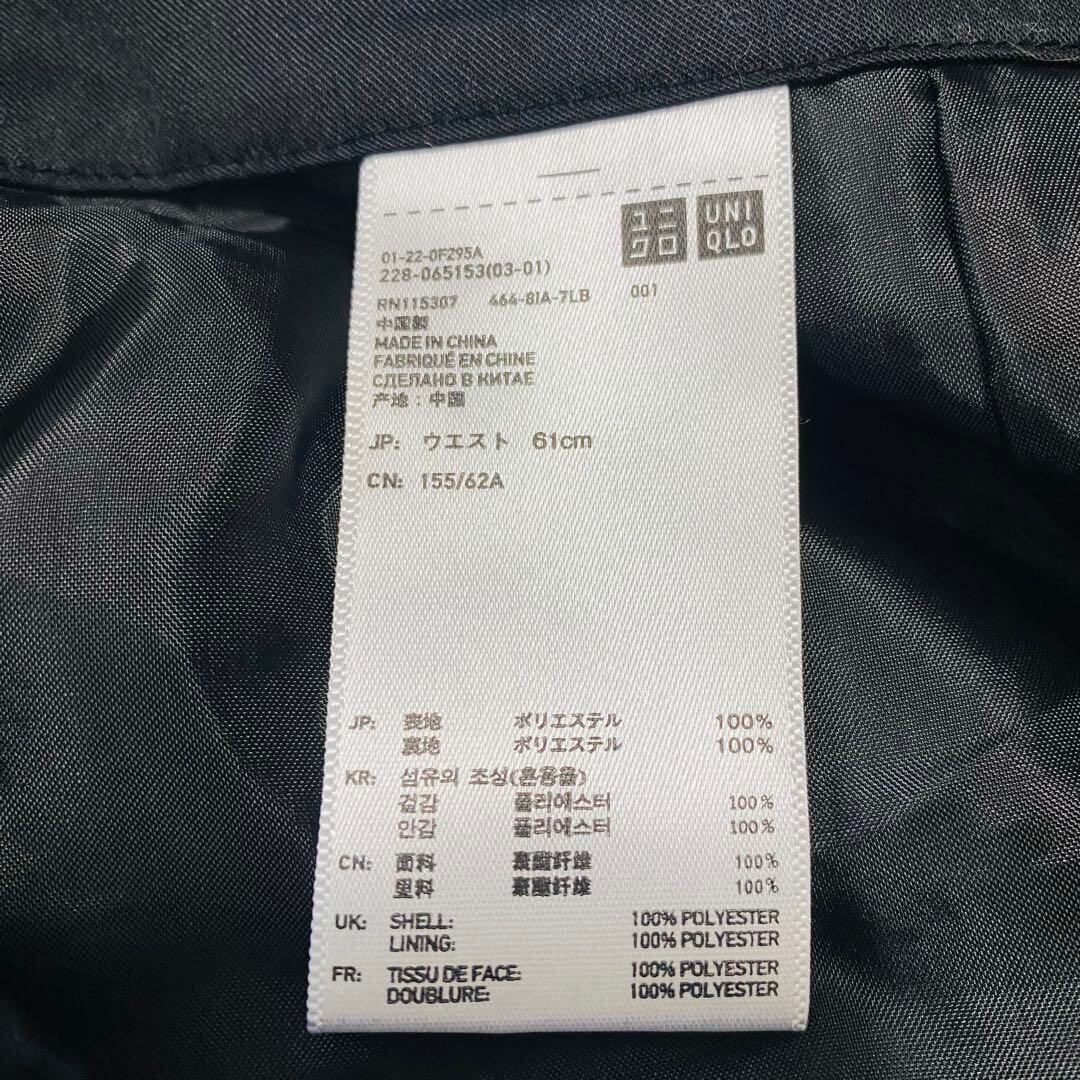 ユニ
クロ
UNI
QLO
01-22-0F295A
228-065153(03-01)
RN115307 464-8IA-7LB 001
中国製
MADE IN CHINA
FABRIQUÉ EN CHINE
СДЕЛАНО В КИТАЕ
产地：中国
JP: ウエスト 61cm
CN: 155/62A
JP: 表地 ポリエステル 100%
裏地 ポリエステル 100%
KR: 섬유의 조성(혼용율)
겉감 폴리에스터 100%
안감 폴리에스터 100%
CN: 面料 聚酯纤维 100%
里料 聚酯纤维 100%
UK: SHELL: 100% POLYESTER
LINING: 100% POLYESTER
FR: TISSU DE FACE: 100% POLYESTER
DOUBLURE: 100% POLYESTER